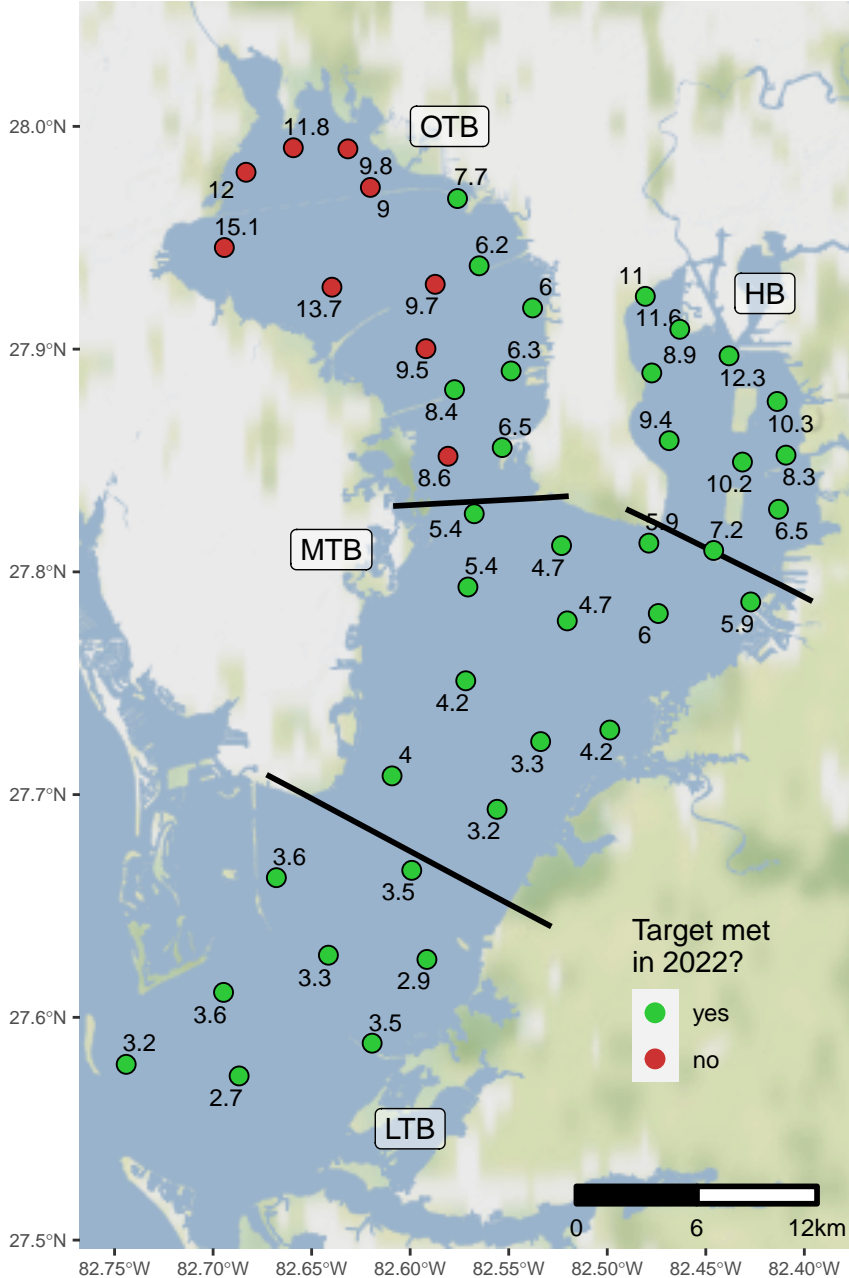 28.0°N
27.9°N
27.8°N
27.7°N
27.6°N
27.5°N
OTB
11.8
9.8
12
9
7.7
15.1
6.2
13.7
9.7
6
9.5
6.3
8.4
6.5
8.6
HB
11
11.6
8.9
12.3
10.3
9.4
10.2
8.3
6.5
7.2
5.9
MTB
5.4
4.7
5.4
4.7
6
5.9
4.2
3.3
4.2
4
3.2
3.6
3.5
3.3
2.9
3.6
3.5
3.2
2.7
LTB
Target met
in 2022?
yes
no
0 6 12km
82.75°W 82.70°W 82.65°W 82.60°W 82.55°W 82.50°W 82.45°W 82.40°W